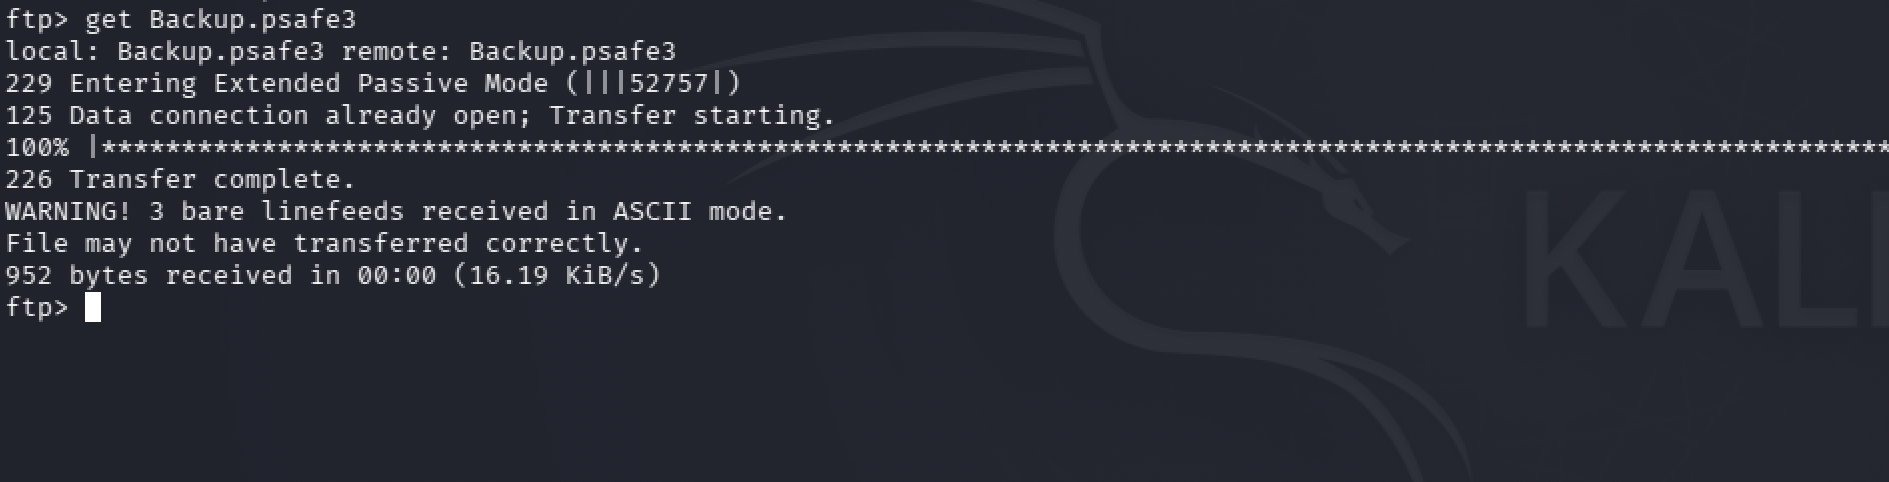 ftp> get Backup.psafe3
local: Backup.psafe3 remote: Backup.psafe3
229 Entering Extended Passive Mode (|||52757|)
125 Data connection already open; Transfer starting.
100% |****************************************************************************************************************
226 Transfer complete.
WARNING! 3 bare linefeeds received in ASCII mode.
File may not have transferred correctly.
952 bytes received in 00:00 (16.19 KiB/s)
ftp>
KALI